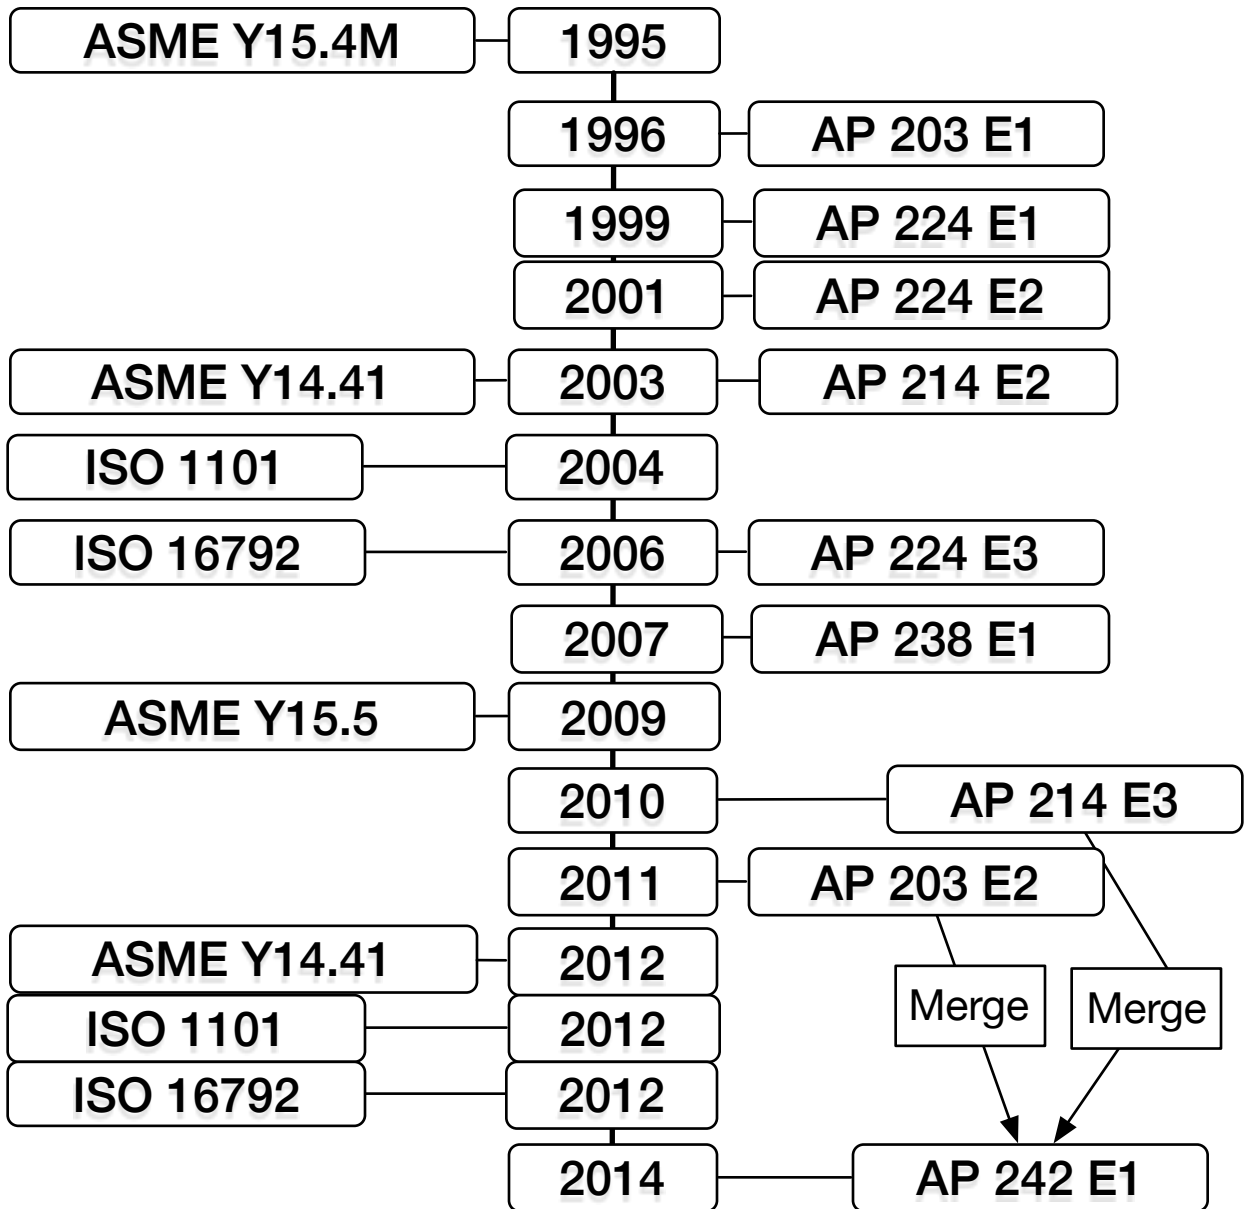 ASME Y15.4M
1995
1996
AP 203 E1
1999
AP 224 E1
2001
AP 224 E2
ASME Y14.41
2003
AP 214 E2
ISO 1101
2004
ISO 16792
2006
AP 224 E3
2007
AP 238 E1
ASME Y15.5
2009
2010
AP 214 E3
2011
AP 203 E2
ASME Y14.41
2012
Merge
Merge
ISO 1101
2012
ISO 16792
2012
2014
AP 242 E1